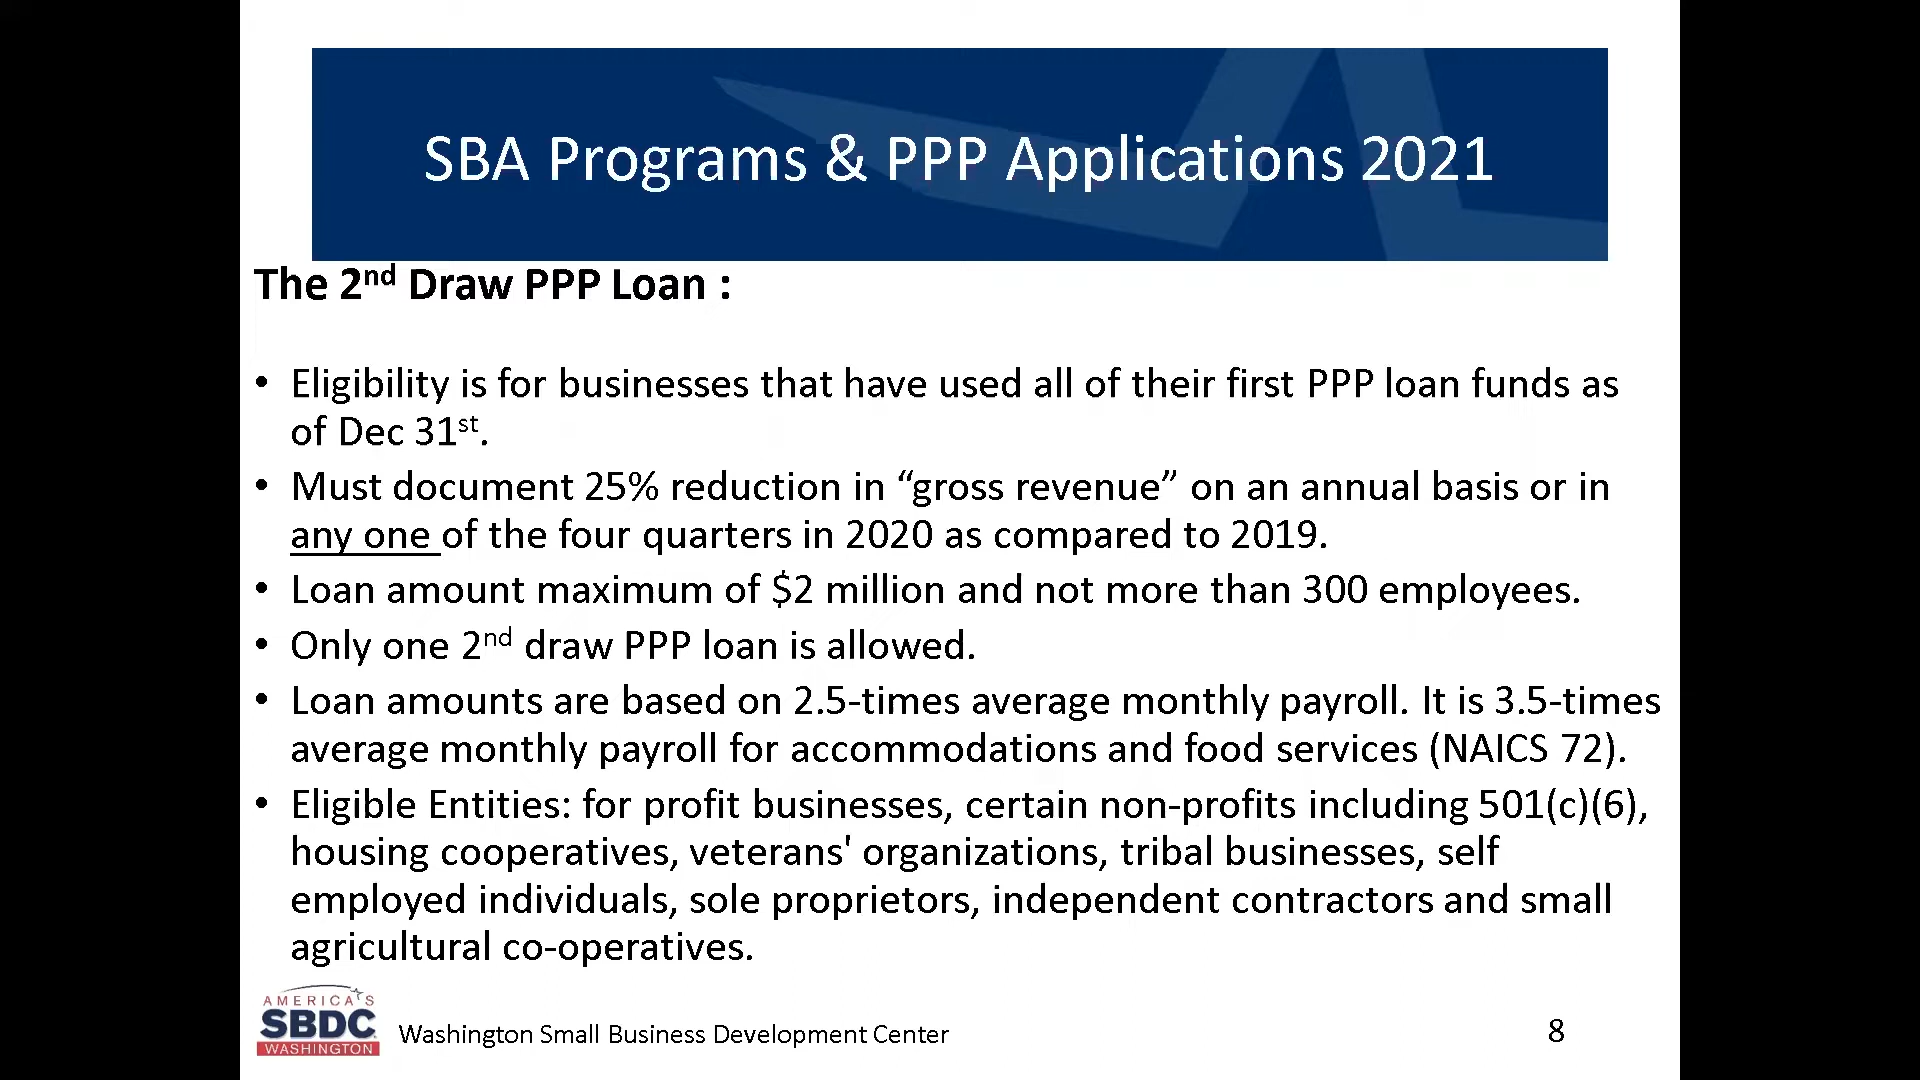 SBA Programs & PPP Applications 2021
The 2nd Draw PPP Loan :
• Eligibility is for businesses that have used all of their first PPP loan funds as
of Dec 31st.
• Must document 25% reduction in “gross revenue” on an annual basis or in
any one of the four quarters in 2020 as compared to 2019.
• Loan amount maximum of $2 million and not more than 300 employees.
• Only one 2nd draw PPP loan is allowed.
• Loan amounts are based on 2.5-times average monthly payroll. It is 3.5-times
average monthly payroll for accommodations and food services (NAICS 72).
• Eligible Entities: for profit businesses, certain non-profits including 501(c)(6),
housing cooperatives, veterans' organizations, tribal businesses, self
employed individuals, sole proprietors, independent contractors and small
agricultural co-operatives.
AMERICA'S
SBDC
WASHINGTON
Washington Small Business Development Center
8